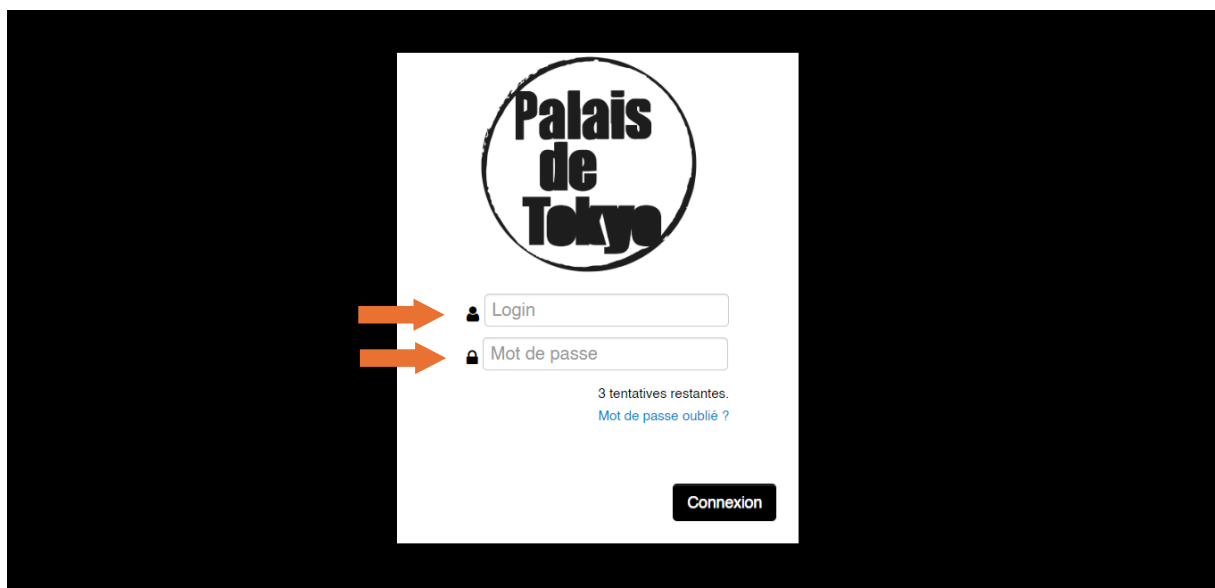 Palais
de
Tokyo
Login
Mot de passe
3 tentatives restantes.
Mot de passe oublié ?
Connexion